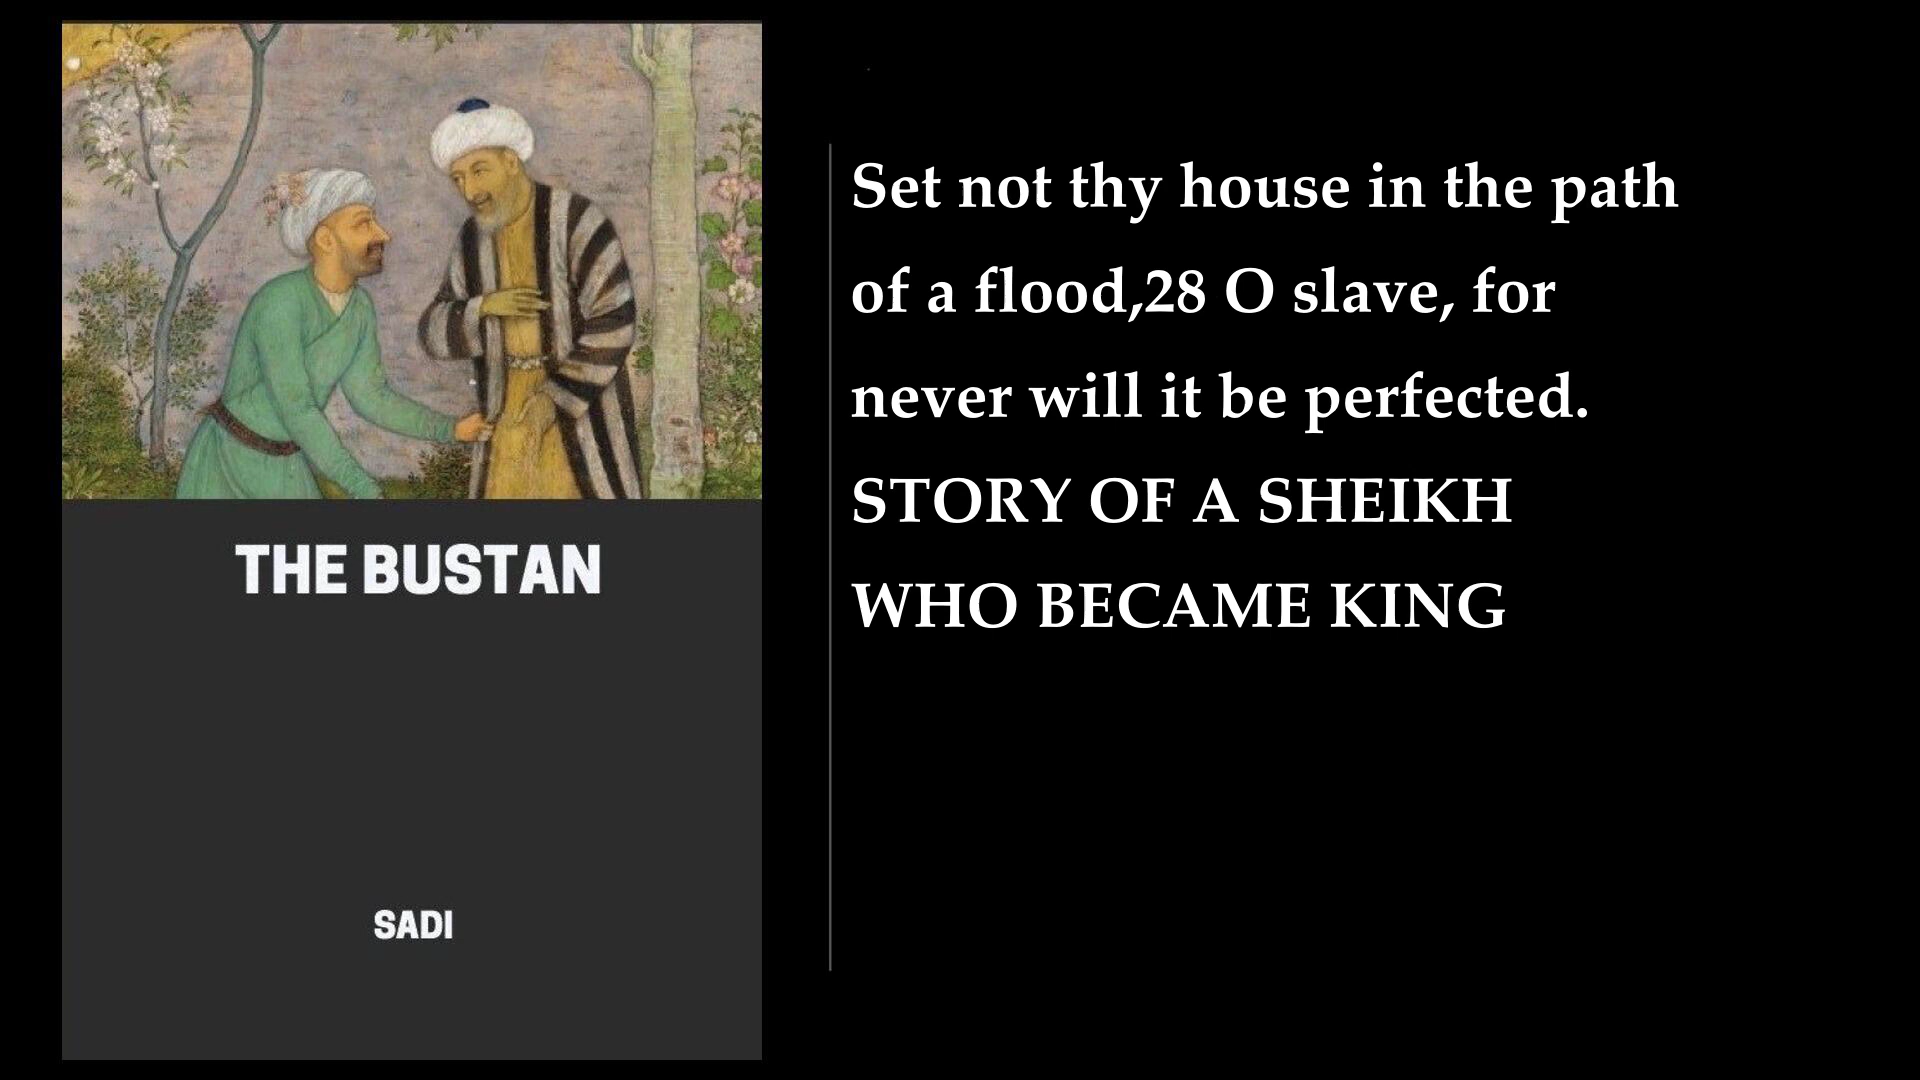 THE BUSTAN
SADI
Set not thy house in the path
of a flood,28 O slave, for
never will it be perfected.
STORY OF A SHEIKH
WHO BECAME KING